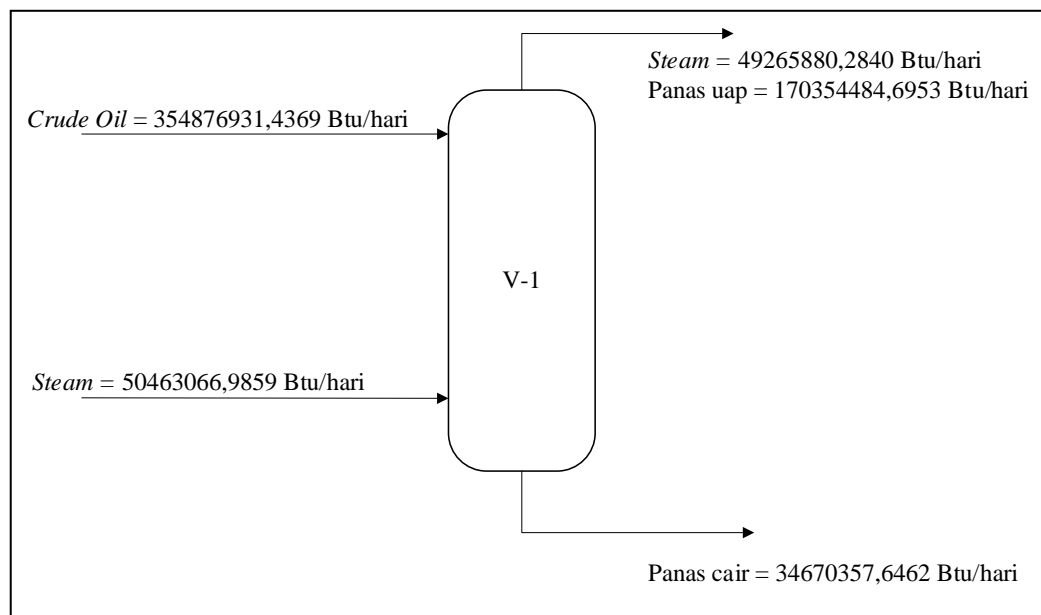 Steam = 49265880,2840 Btu/hari
Panas uap = 170354484,6953 Btu/hari
Crude Oil = 354876931,4369 Btu/hari
V-1
Steam = 50463066,9859 Btu/hari
Panas cair = 34670357,6462 Btu/hari